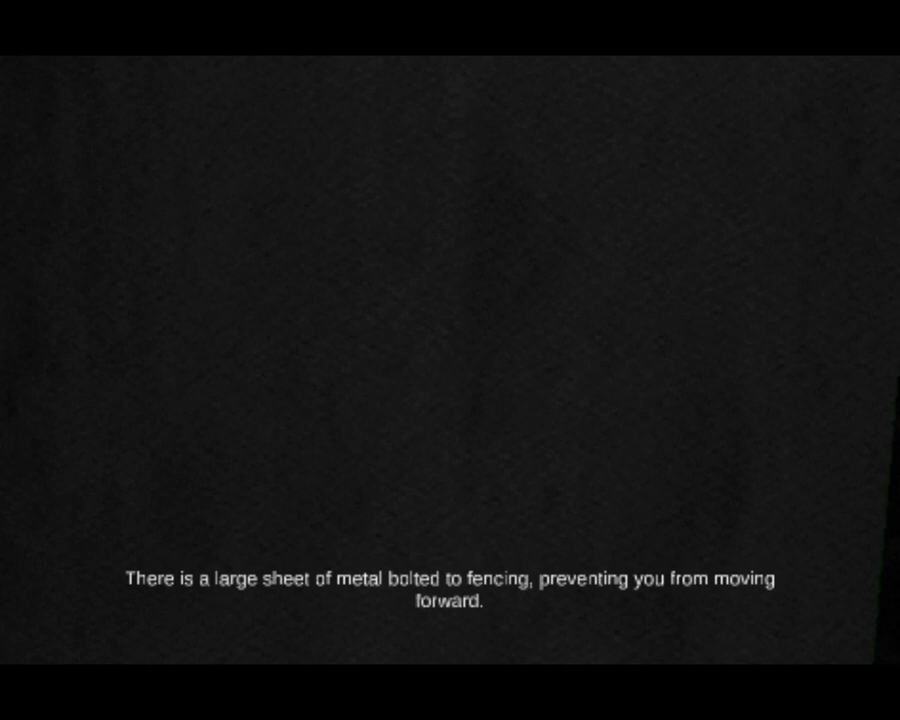 There is a large sheet of metal bolted to fencing, preventing you from moving
forward.